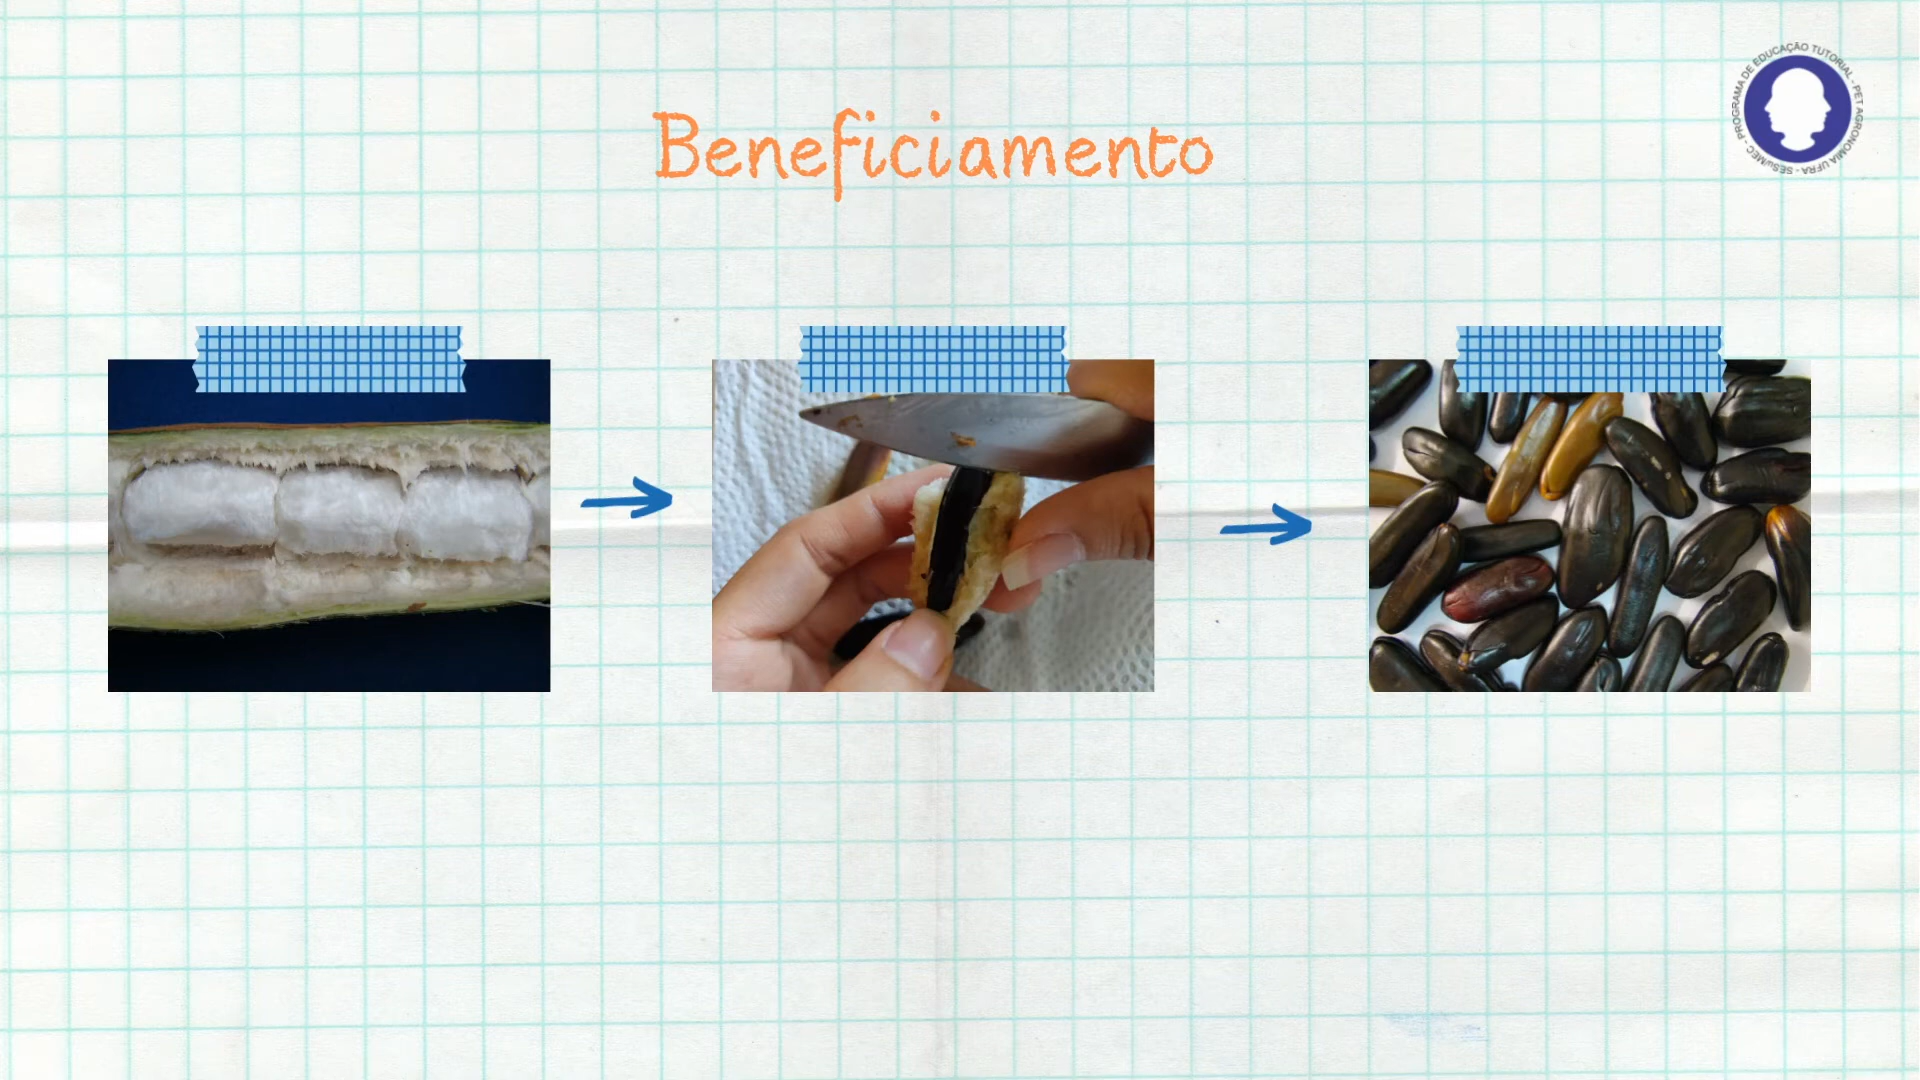 Beneficiamento
PROGRAMA DE EDUCAÇÃO TUTORIAL - PET AGRONOMIA UFRA - SESu/MEC -